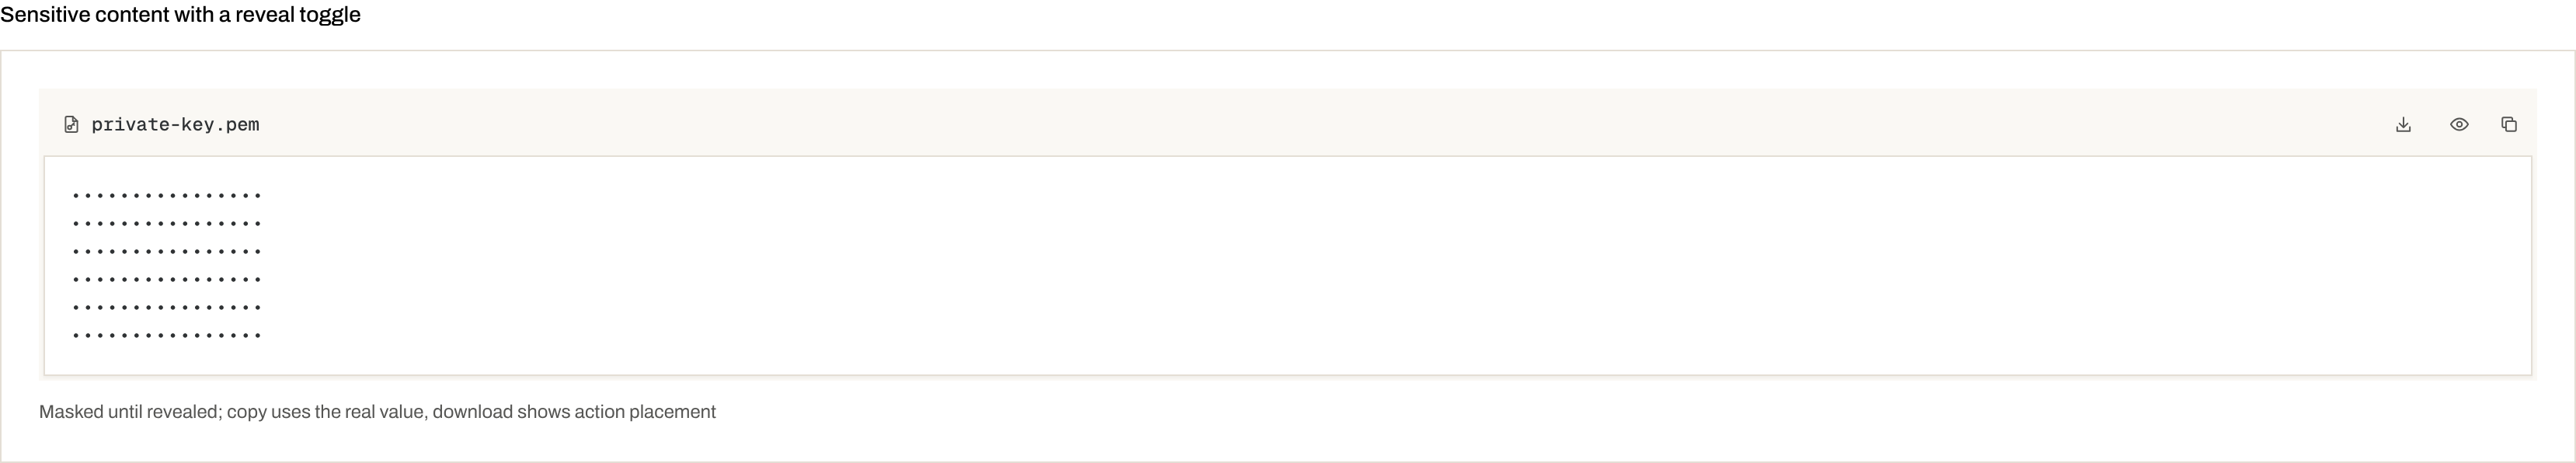 Sensitive content with a reveal toggle
private-key.pem
••••••••••••••••
••••••••••••••••
••••••••••••••••
••••••••••••••••
••••••••••••••••
••••••••••••••••
Masked until revealed; copy uses the real value, download shows action placement